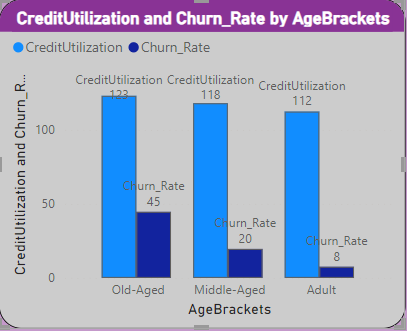 CreditUtilization and Churn_Rate by AgeBrackets
CreditUtilization Churn_Rate
CreditUtilization and Churn_R...
100
50
0
CreditUtilization
123
CreditUtilization
118
CreditUtilization
112
Churn_Rate
45
Churn_Rate
20
Churn_Rate
8
Old-Aged Middle-Aged Adult
AgeBrackets